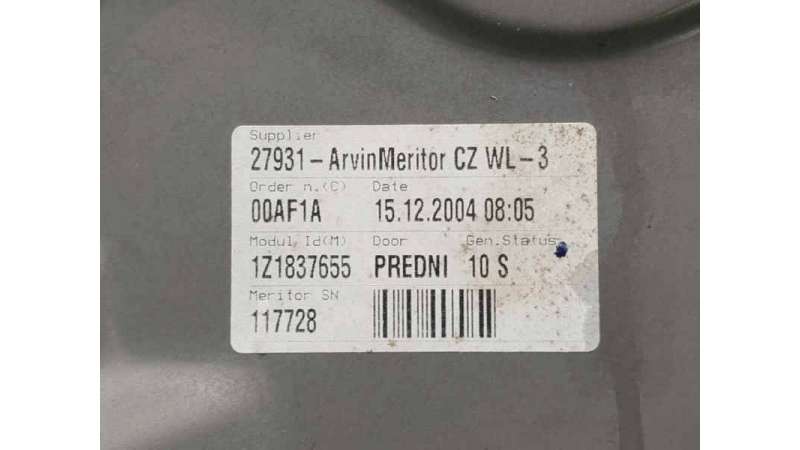 Supplier
27931-ArvinMeritor CZ WL-3
Order n.(C) Date
00AF1A 15.12.2004 08:05
Modul Id(M) Door Gen.Status
1Z1837655 PREDNI 10 S
Meritor SN
117728